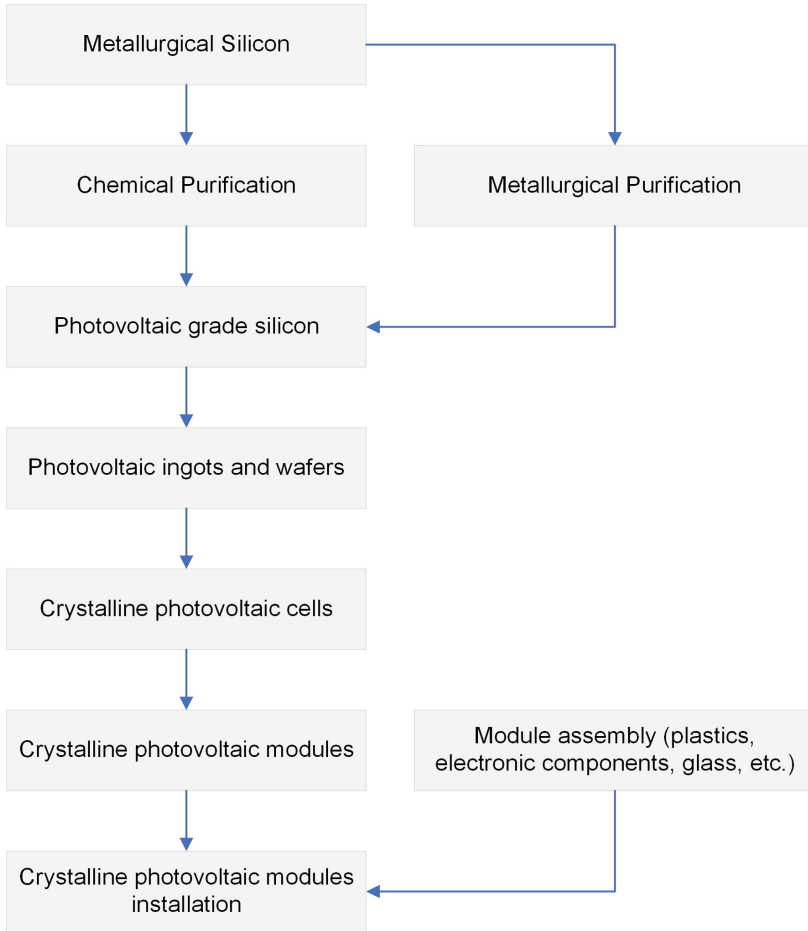 Metallurgical Silicon
Chemical Purification
Metallurgical Purification
Photovoltaic grade silicon
Photovoltaic ingots and wafers
Crystalline photovoltaic cells
Crystalline photovoltaic modules
Module assembly (plastics,
electronic components, glass, etc.)
Crystalline photovoltaic modules
installation